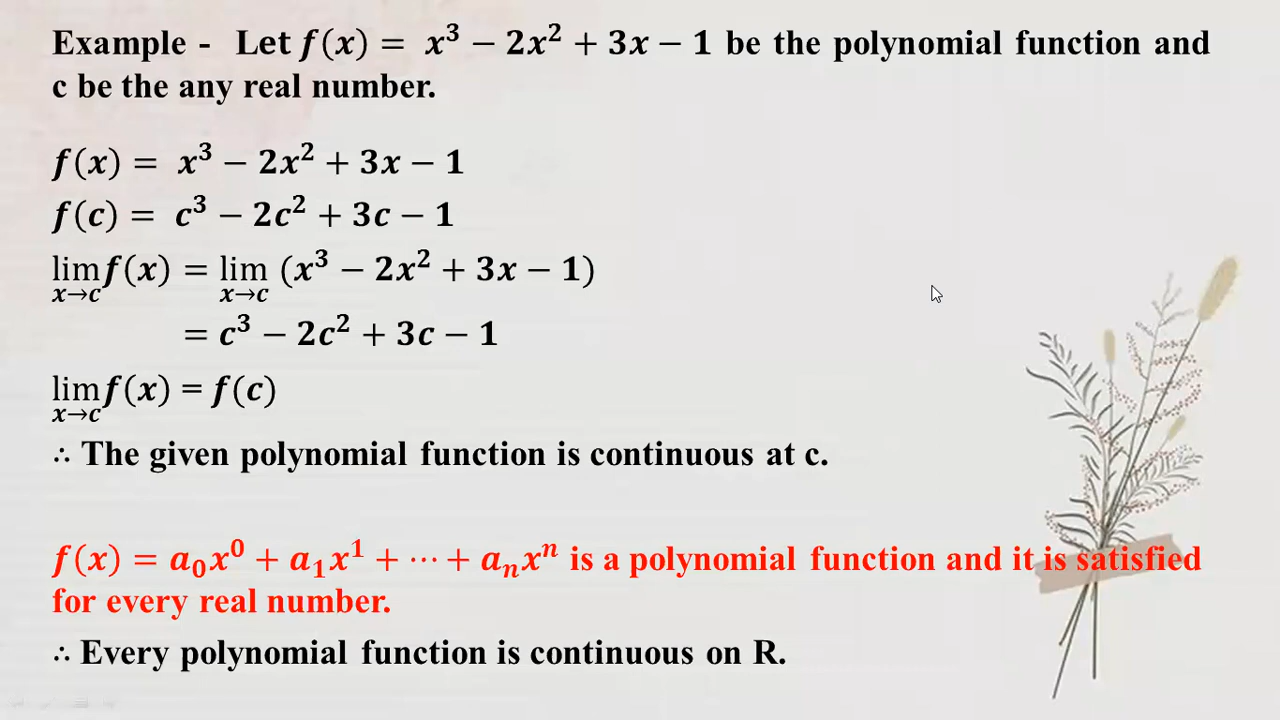 Example - Let f(x) = x³ − 2x² + 3x − 1 be the polynomial function and
c be the any real number.
f(x) = x³ − 2x² + 3x − 1
f(c) = c³ − 2c² + 3c − 1
lim x→c f(x) = lim x→c (x³ − 2x² + 3x − 1)
= c³ − 2c² + 3c − 1
lim x→c f(x) = f(c)
∴ The given polynomial function is continuous at c.
f(x) = a₀x⁰ + a₁x¹ + ⋯ + aₙxⁿ is a polynomial function and it is satisfied
for every real number.
∴ Every polynomial function is continuous on R.